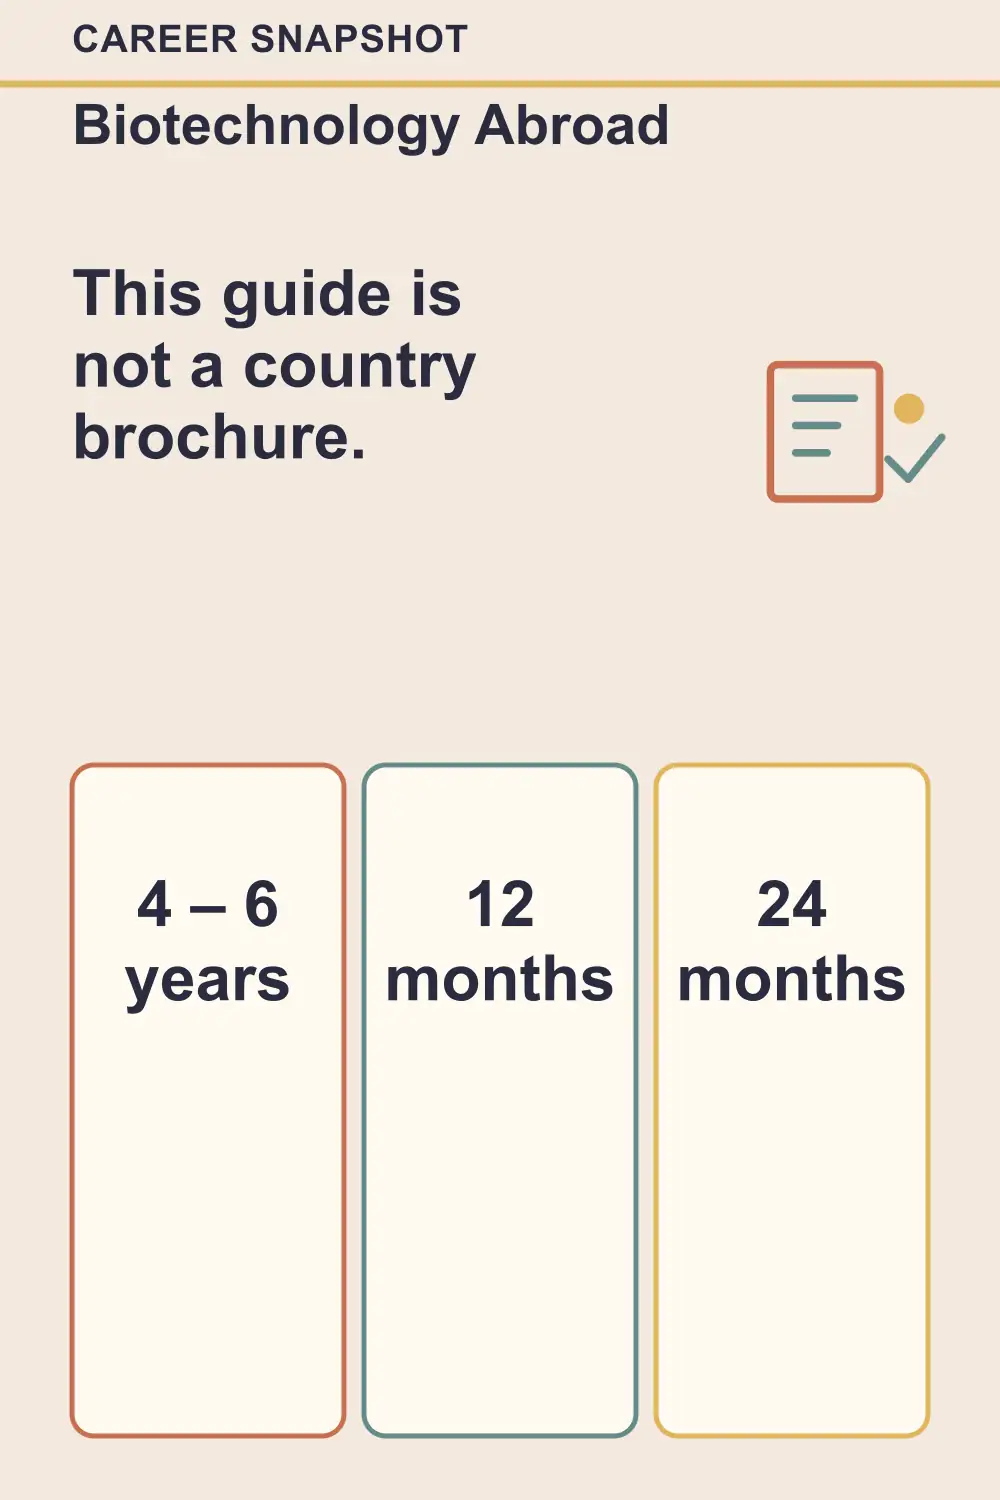 CAREER SNAPSHOT
Biotechnology Abroad
This guide is
not a country
brochure.
4 – 6
years
12
months
24
months